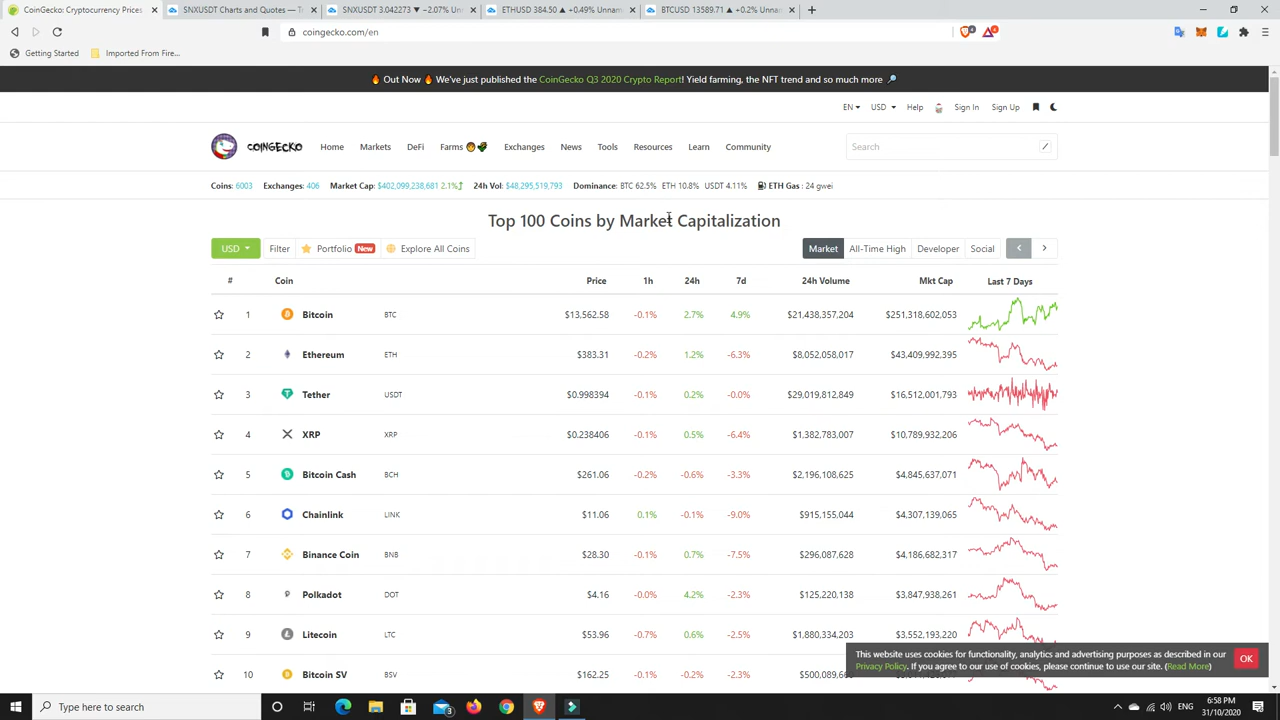 CoinGecko: Cryptocurrency Prices
SNXUSDT Charts and Quotes — T
SNXUSDT 3.042273 ▼ −2.07% Unn
ETHUSD 384.50 ▲ +0.49% Unnam
BTCUSD 13589.71 ▲ +0.2% Unna
coingecko.com/en
Getting Started
Imported From Fire...
🔥 Out Now 🔥 We've just published the CoinGecko Q3 2020 Crypto Report! Yield farming, the NFT trend and so much more 🔎
EN USD Help Sign In Sign Up
COINGECKO Home Markets DeFi Farms Exchanges News Tools Resources Learn Community Search /
Coins: 6003 Exchanges: 406 Market Cap: $402,099,238,681 2.1% 24h Vol: $48,295,519,793 Dominance: BTC 62.5% ETH 10.8% USDT 4.11% ETH Gas: 24 gwei
Top 100 Coins by Market Capitalization
USD Filter Portfolio New Explore All Coins Market All-Time High Developer Social < >
# Coin Price 1h 24h 7d 24h Volume Mkt Cap Last 7 Days
1 Bitcoin BTC $13,562.58 -0.1% 2.7% 4.9% $21,438,357,204 $251,318,602,053
2 Ethereum ETH $383.31 -0.2% 1.2% -6.3% $8,052,058,017 $43,409,992,395
3 Tether USDT $0.998394 -0.1% 0.2% -0.0% $29,019,812,849 $16,512,001,793
4 XRP XRP $0.238406 -0.1% 0.5% -6.4% $1,382,783,007 $10,789,932,206
5 Bitcoin Cash BCH $261.06 -0.2% -0.6% -3.3% $2,196,108,625 $4,845,637,071
6 Chainlink LINK $11.06 0.1% -0.1% -9.0% $915,155,044 $4,307,139,065
7 Binance Coin BNB $28.30 -0.1% 0.7% -7.5% $296,087,628 $4,186,682,317
8 Polkadot DOT $4.16 -0.0% 4.2% -2.3% $125,220,138 $3,847,938,261
9 Litecoin LTC $53.96 -0.7% 0.6% -2.5% $1,880,334,203 $3,552,193,220
10 Bitcoin SV BSV $162.25 -0.1% -0.2% -2.3%
This website uses cookies for functionality, analytics and advertising purposes as described in our
Privacy Policy. If you agree to our use of cookies, please continue to use our site. (Read More)
OK
Type here to search
ENG
6:58 PM
31/10/2020